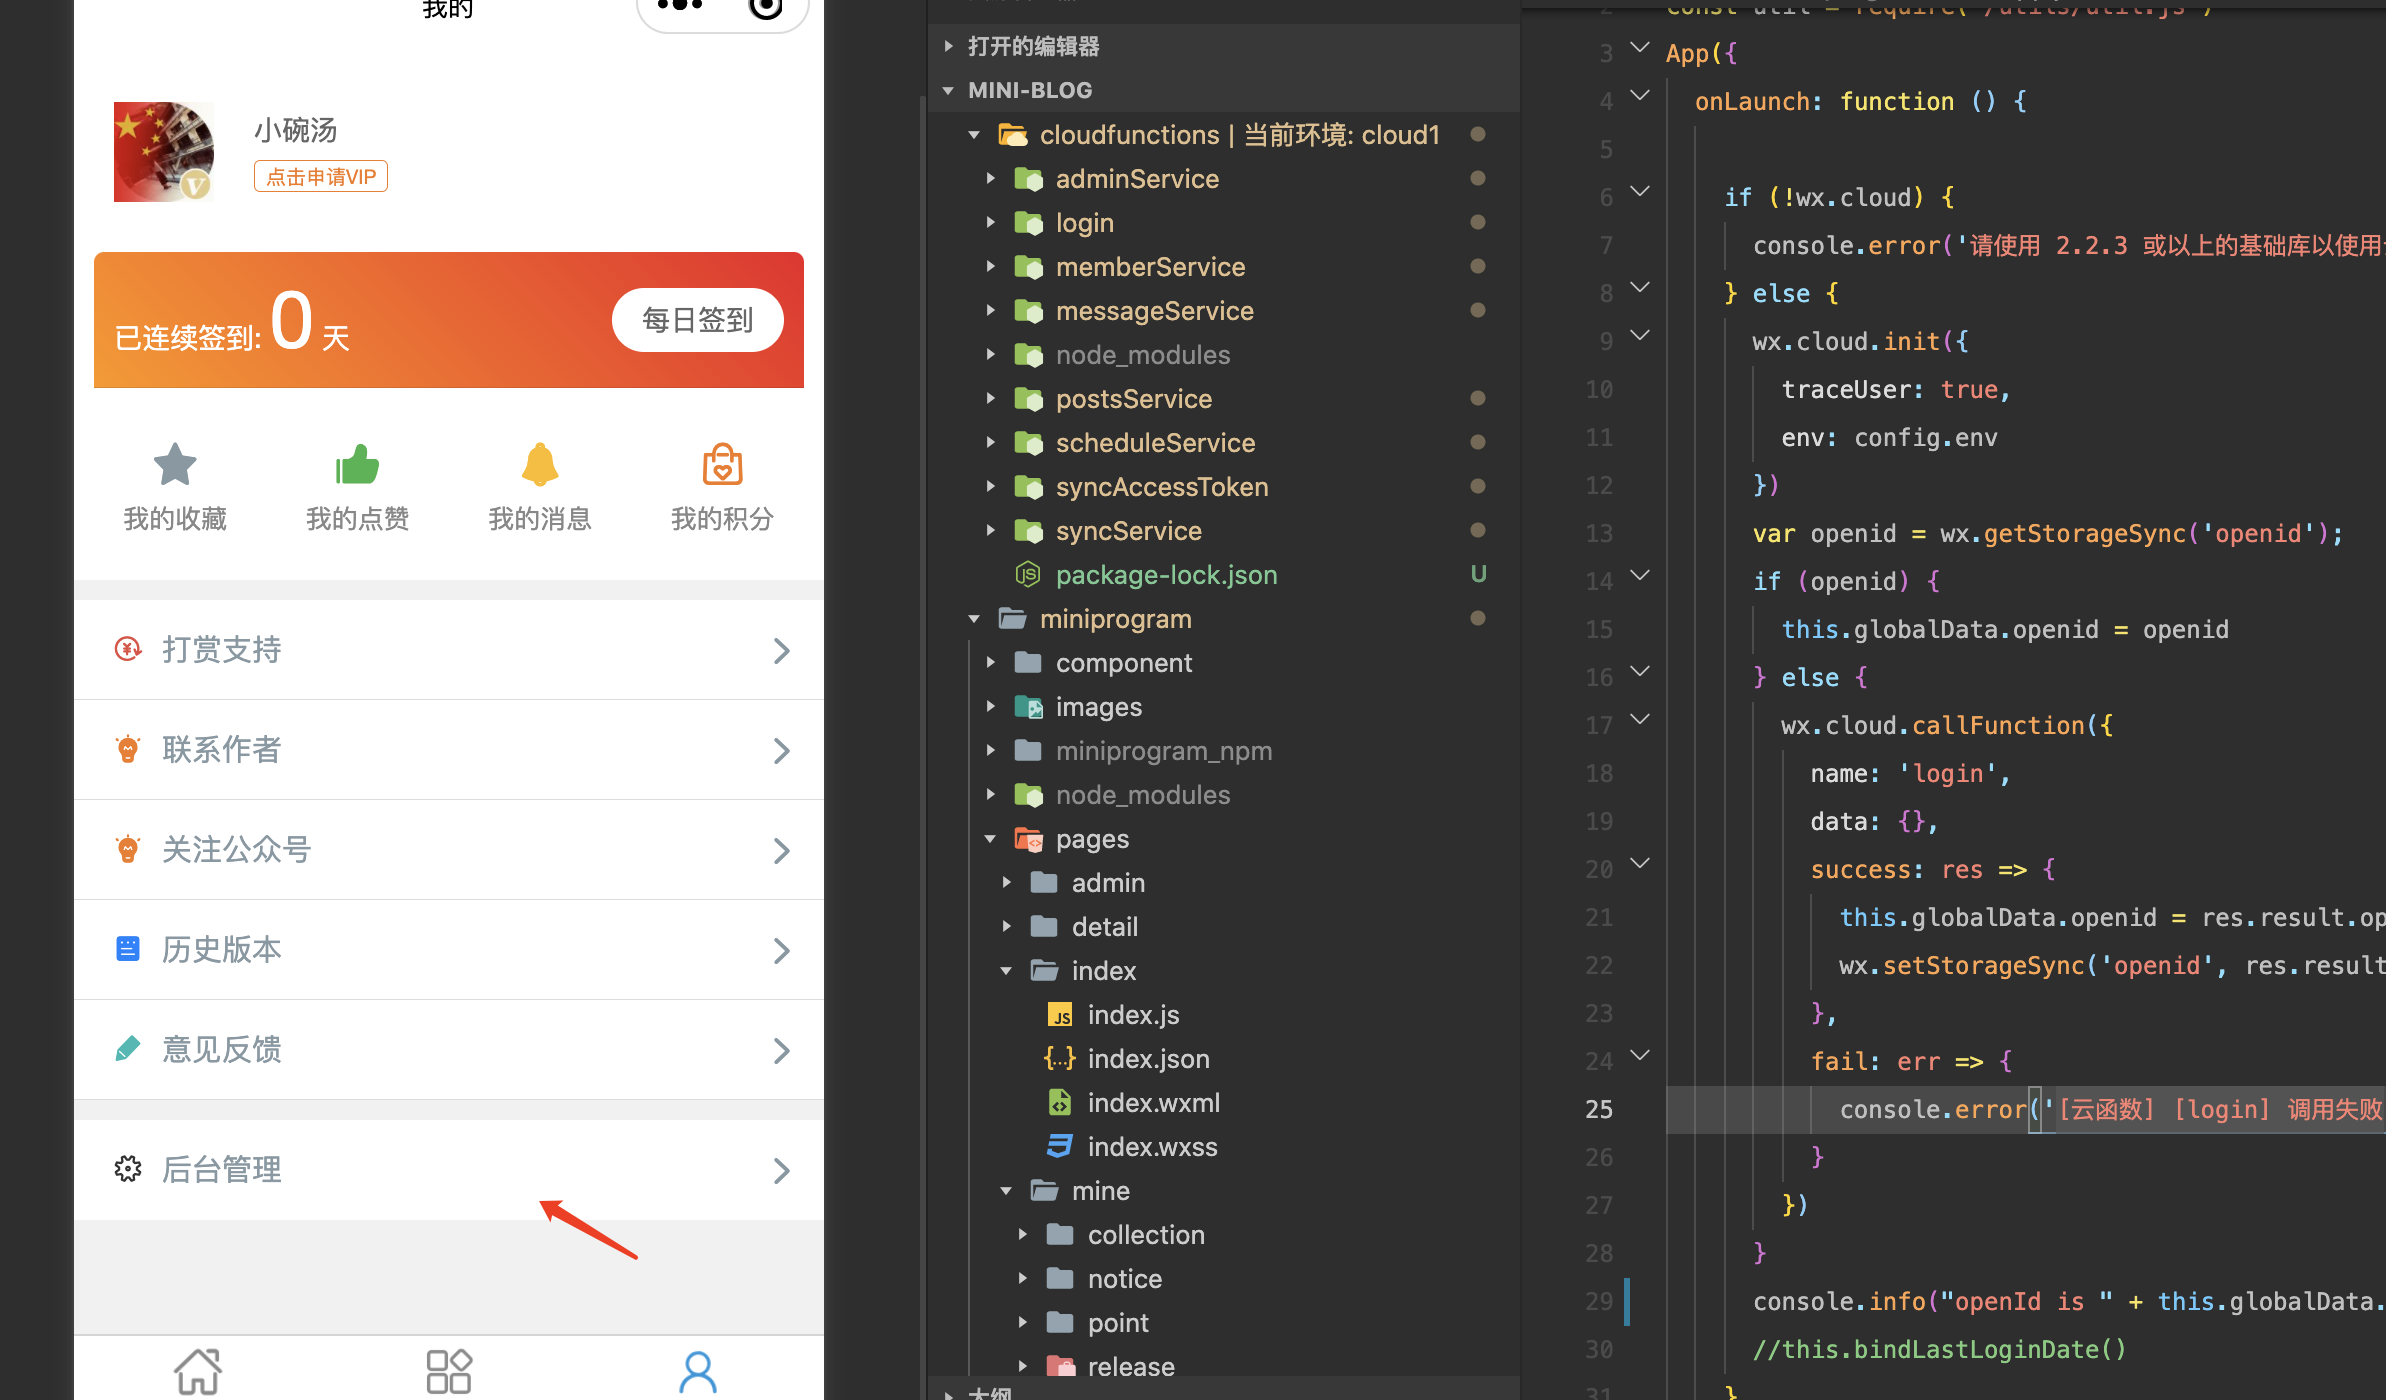 我的
小碗汤
点击申请VIP
已连续签到: 0 天
每日签到
我的收藏
我的点赞
我的消息
我的积分
打赏支持
联系作者
关注公众号
历史版本
意见反馈
后台管理
打开的编辑器
MINI-BLOG
cloudfunctions | 当前环境: cloud1
adminService
login
memberService
messageService
node_modules
postsService
scheduleService
syncAccessToken
syncService
package-lock.json U
miniprogram
component
images
miniprogram_npm
node_modules
pages
admin
detail
index
index.js
index.json
index.wxml
index.wxss
mine
collection
notice
point
release
大纲
2 const util = require('/utils/util.js')
3 App({
4 onLaunch: function () {
5
6 if (!wx.cloud) {
7 console.error('请使用 2.2.3 或以上的基础库以使用
8 } else {
9 wx.cloud.init({
10 traceUser: true,
11 env: config.env
12 })
13 var openid = wx.getStorageSync('openid');
14 if (openid) {
15 this.globalData.openid = openid
16 } else {
17 wx.cloud.callFunction({
18 name: 'login',
19 data: {},
20 success: res => {
21 this.globalData.openid = res.result.op
22 wx.setStorageSync('openid', res.result
23 },
24 fail: err => {
25 console.error('[云函数] [login] 调用失败
26 }
27 })
28 }
29 console.info("openId is " + this.globalData.
30 //this.bindLastLoginDate()
31 }